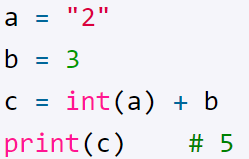 a = "2"
b = 3
c = int(a) + b
print(c)    # 5